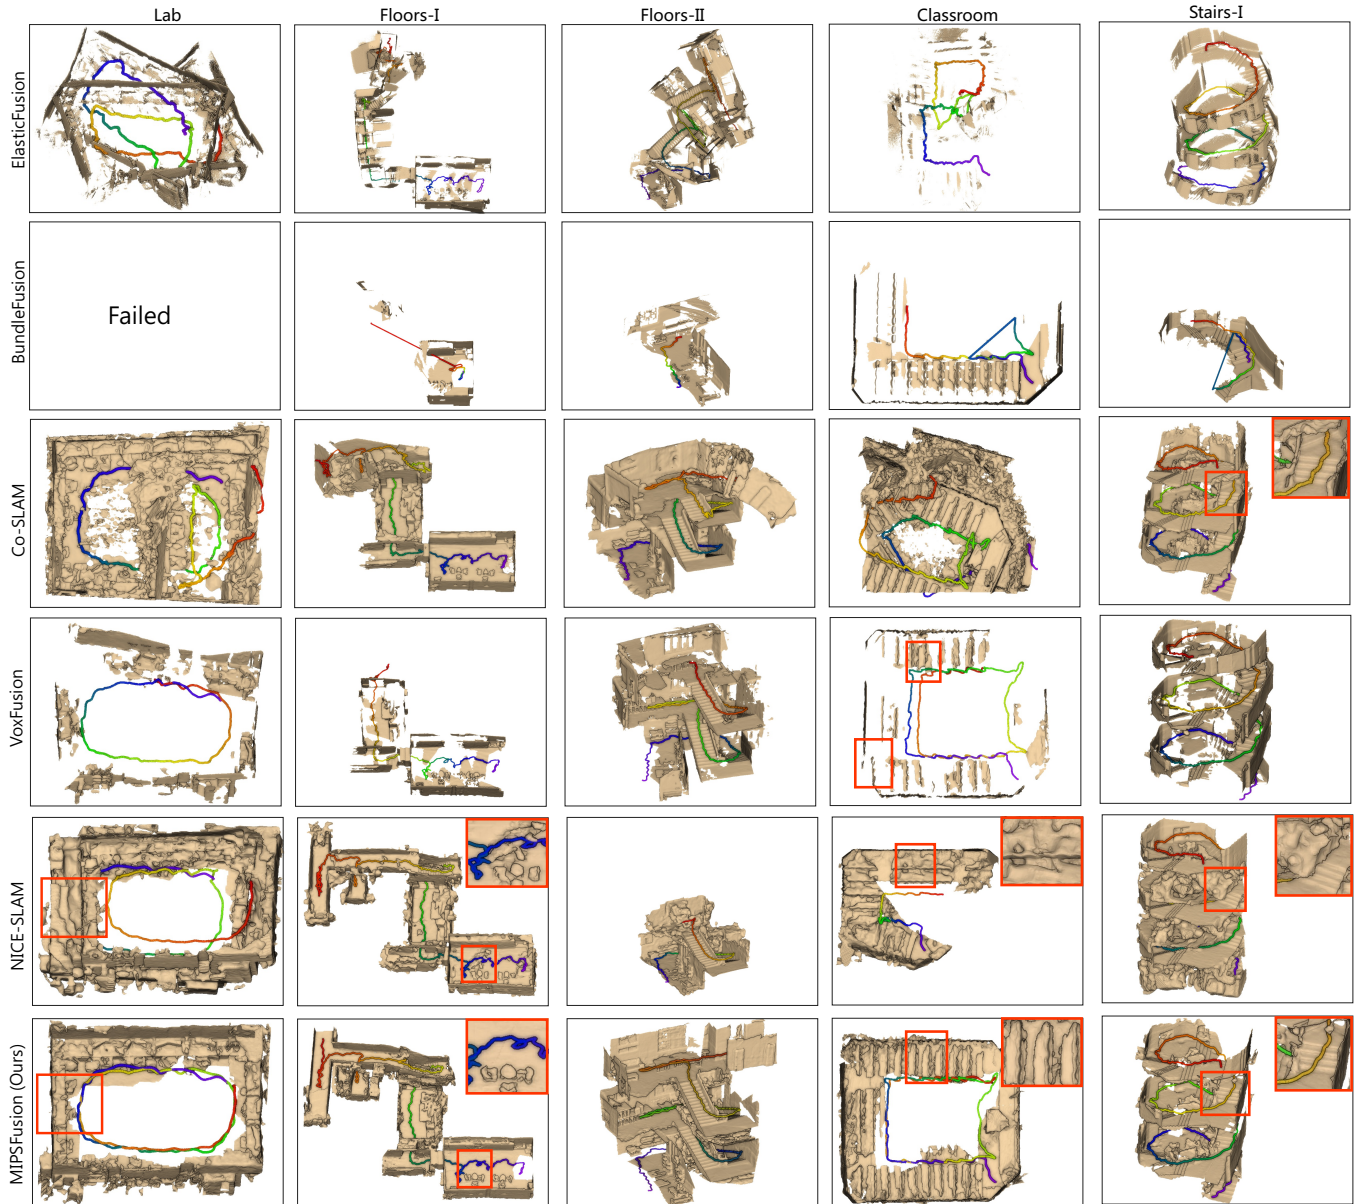 Lab
Floors-I
Floors-II
Classroom
Stairs-I
ElasticFusion
BundleFusion
Failed
Co-SLAM
VoxFusion
NICE-SLAM
MIPSFusion (Ours)